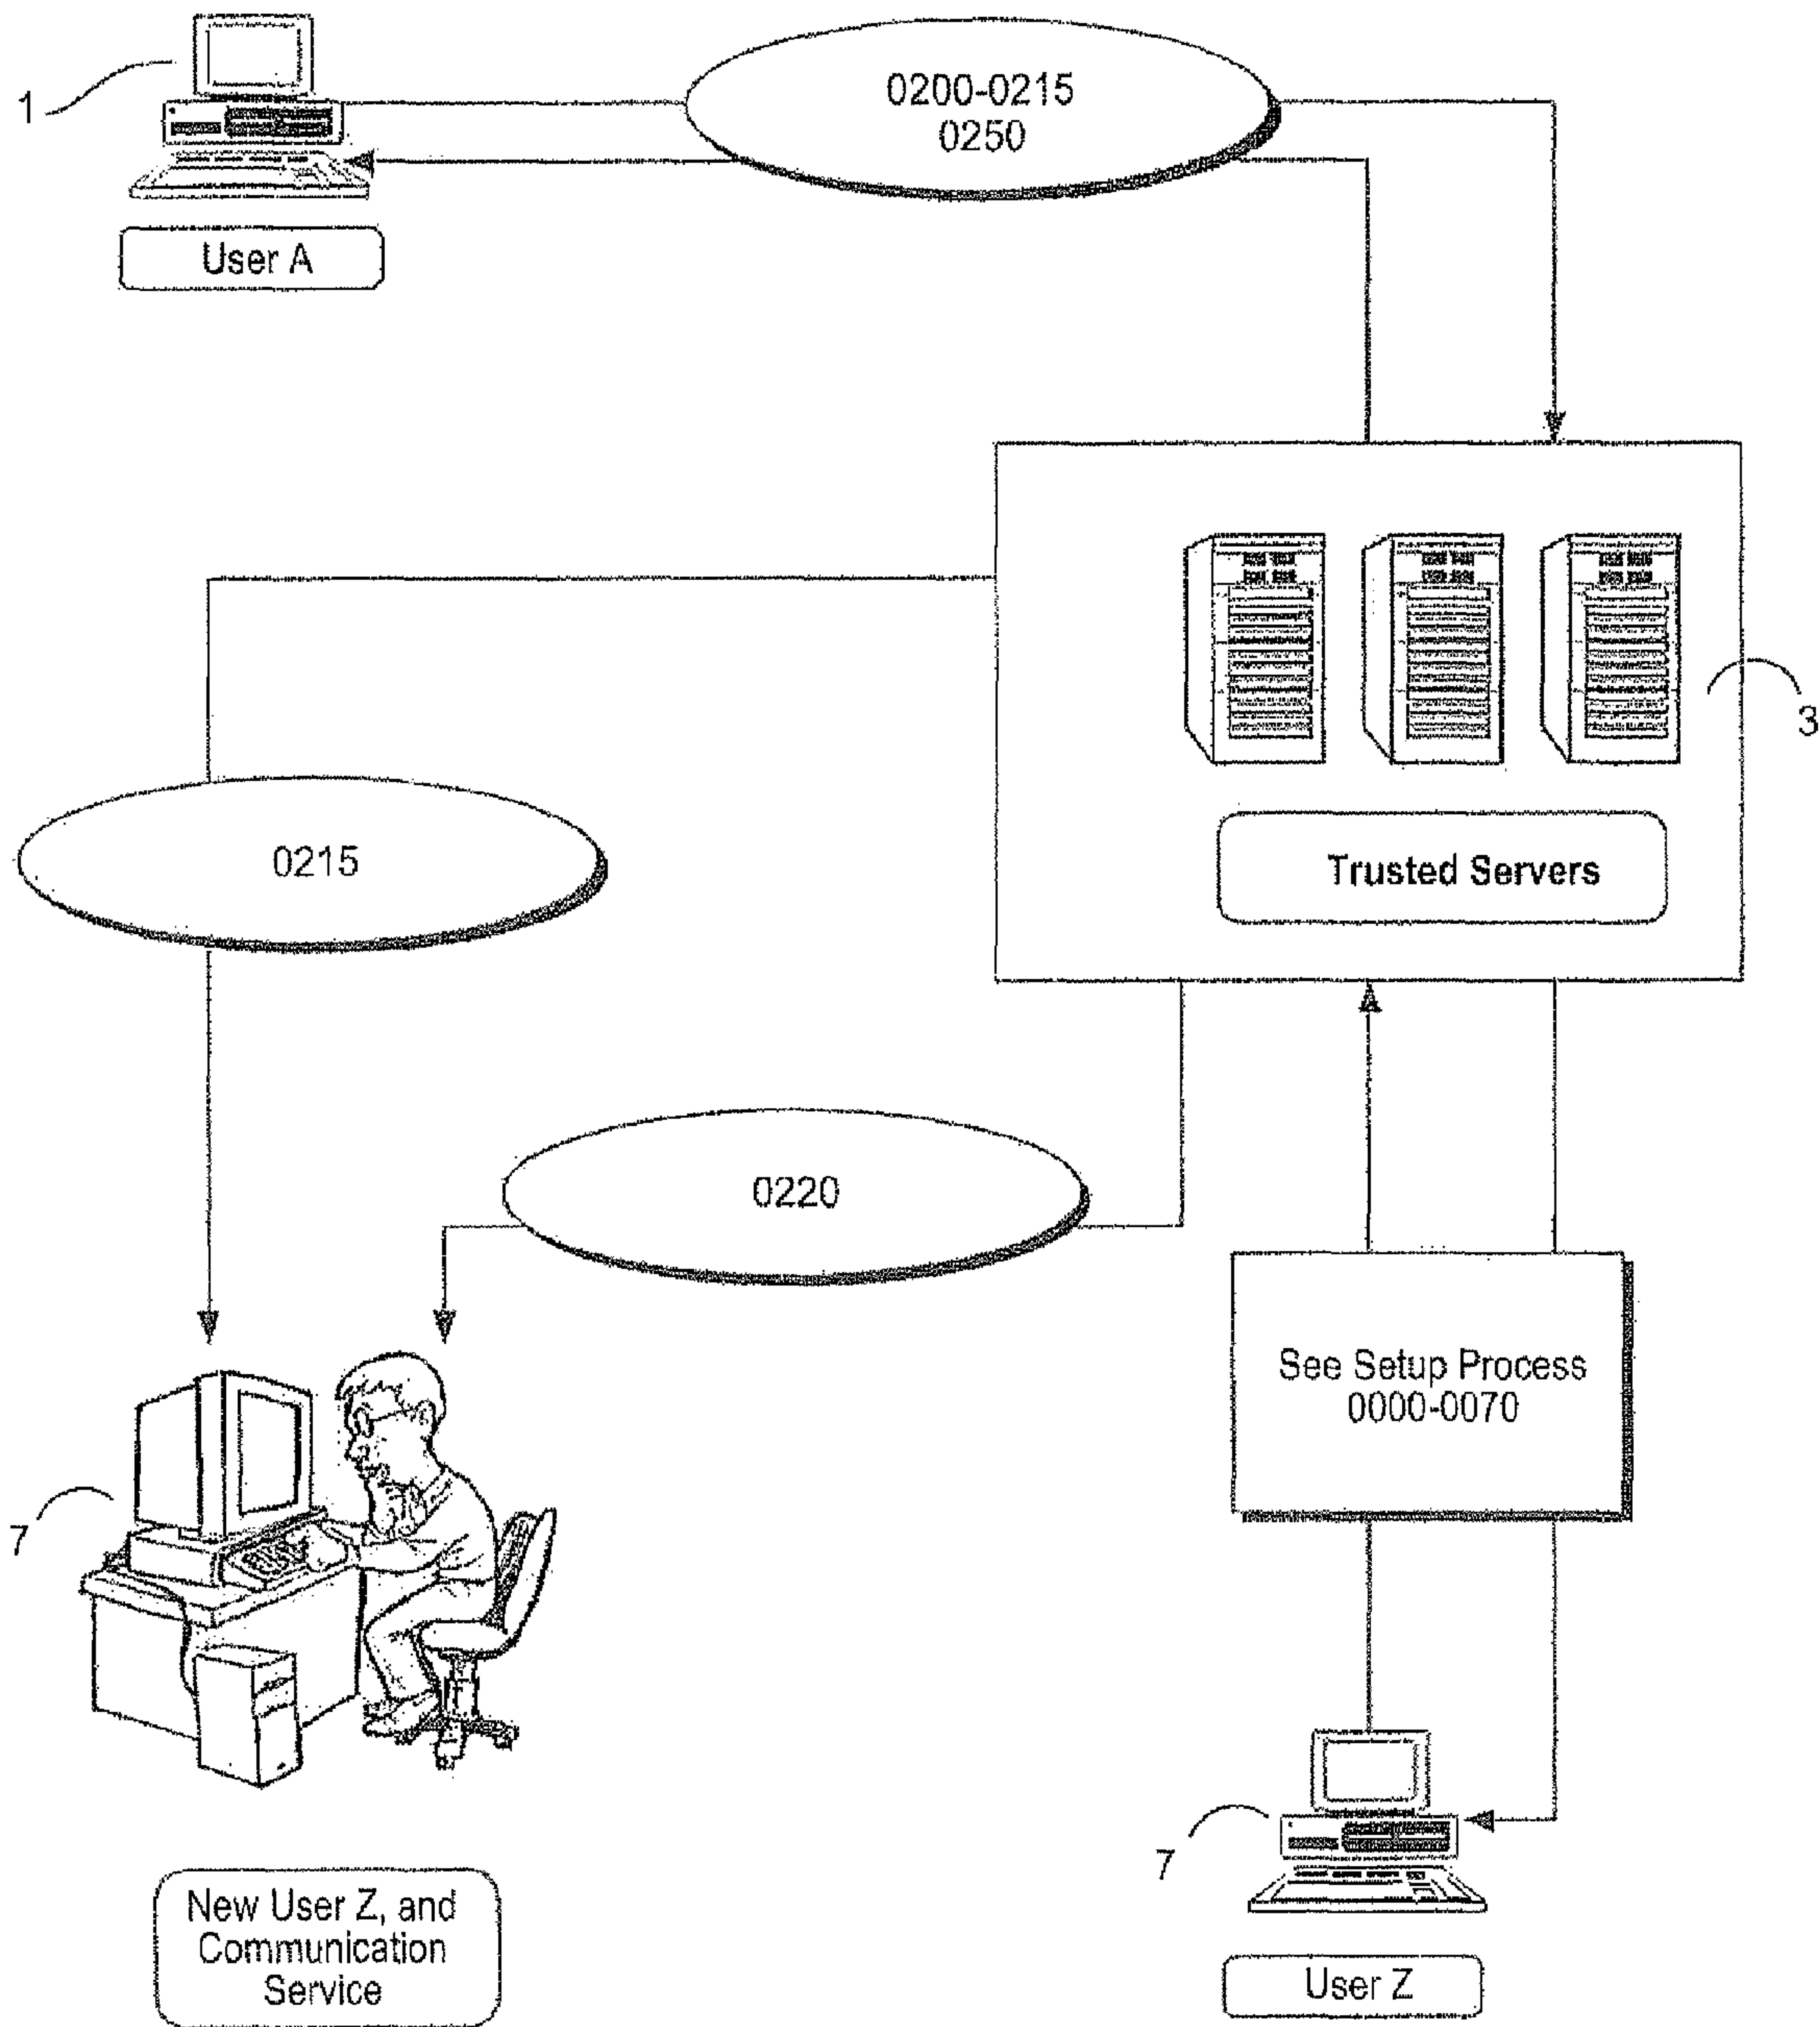 1
0200-0215
0250
User A
3
Trusted Servers
0215
0220
See Setup Process
0000-0070
7
7
New User Z, and
Communication
Service
User Z